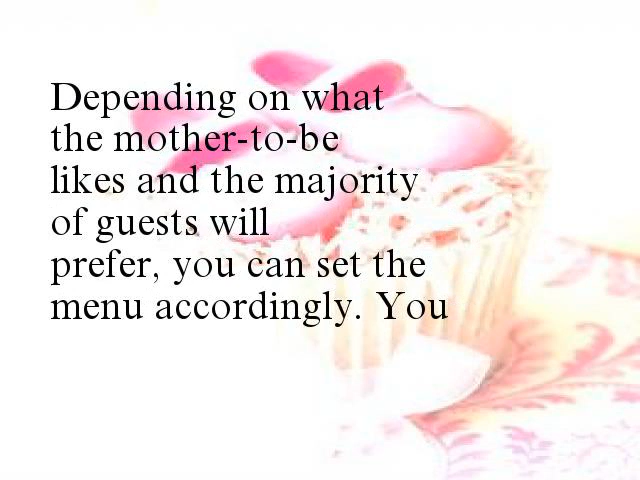 Depending on what
the mother-to-be
likes and the majority
of guests will
prefer, you can set the
menu accordingly. You